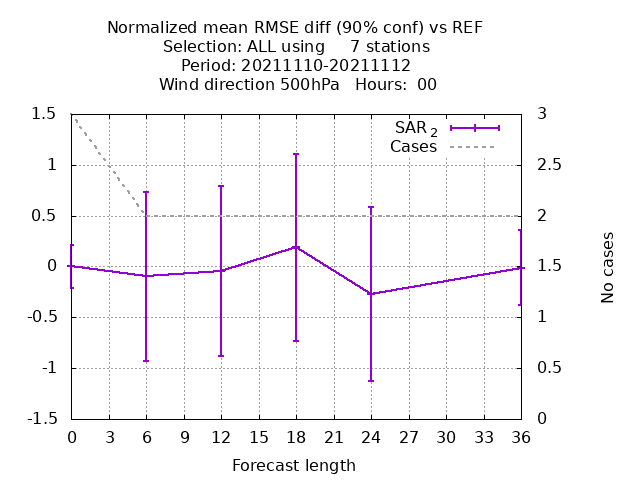 Normalized mean RMSE diff (90% conf) vs REF
Selection: ALL using     7 stations
Period: 20211110-20211112
Wind direction 500hPa   Hours:  00
SAR 2
Cases
1.5
1
0.5
0
-0.5
-1
-1.5
3
2.5
2
1.5
1
0.5
0
No cases
0 3 6 9 12 15 18 21 24 27 30 33 36
Forecast length